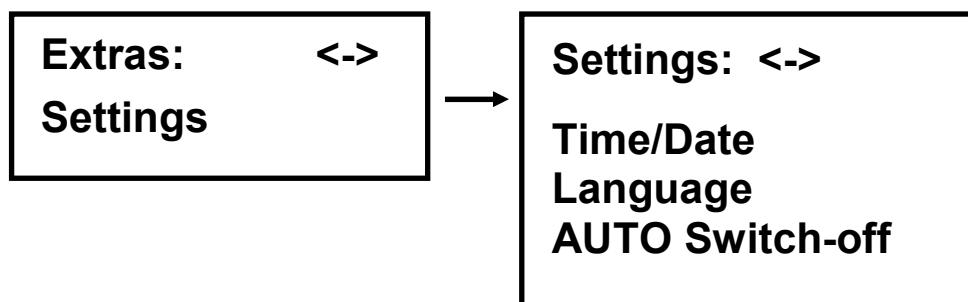 Extras: <->
Settings
Settings: <->
Time/Date
Language
AUTO Switch-off